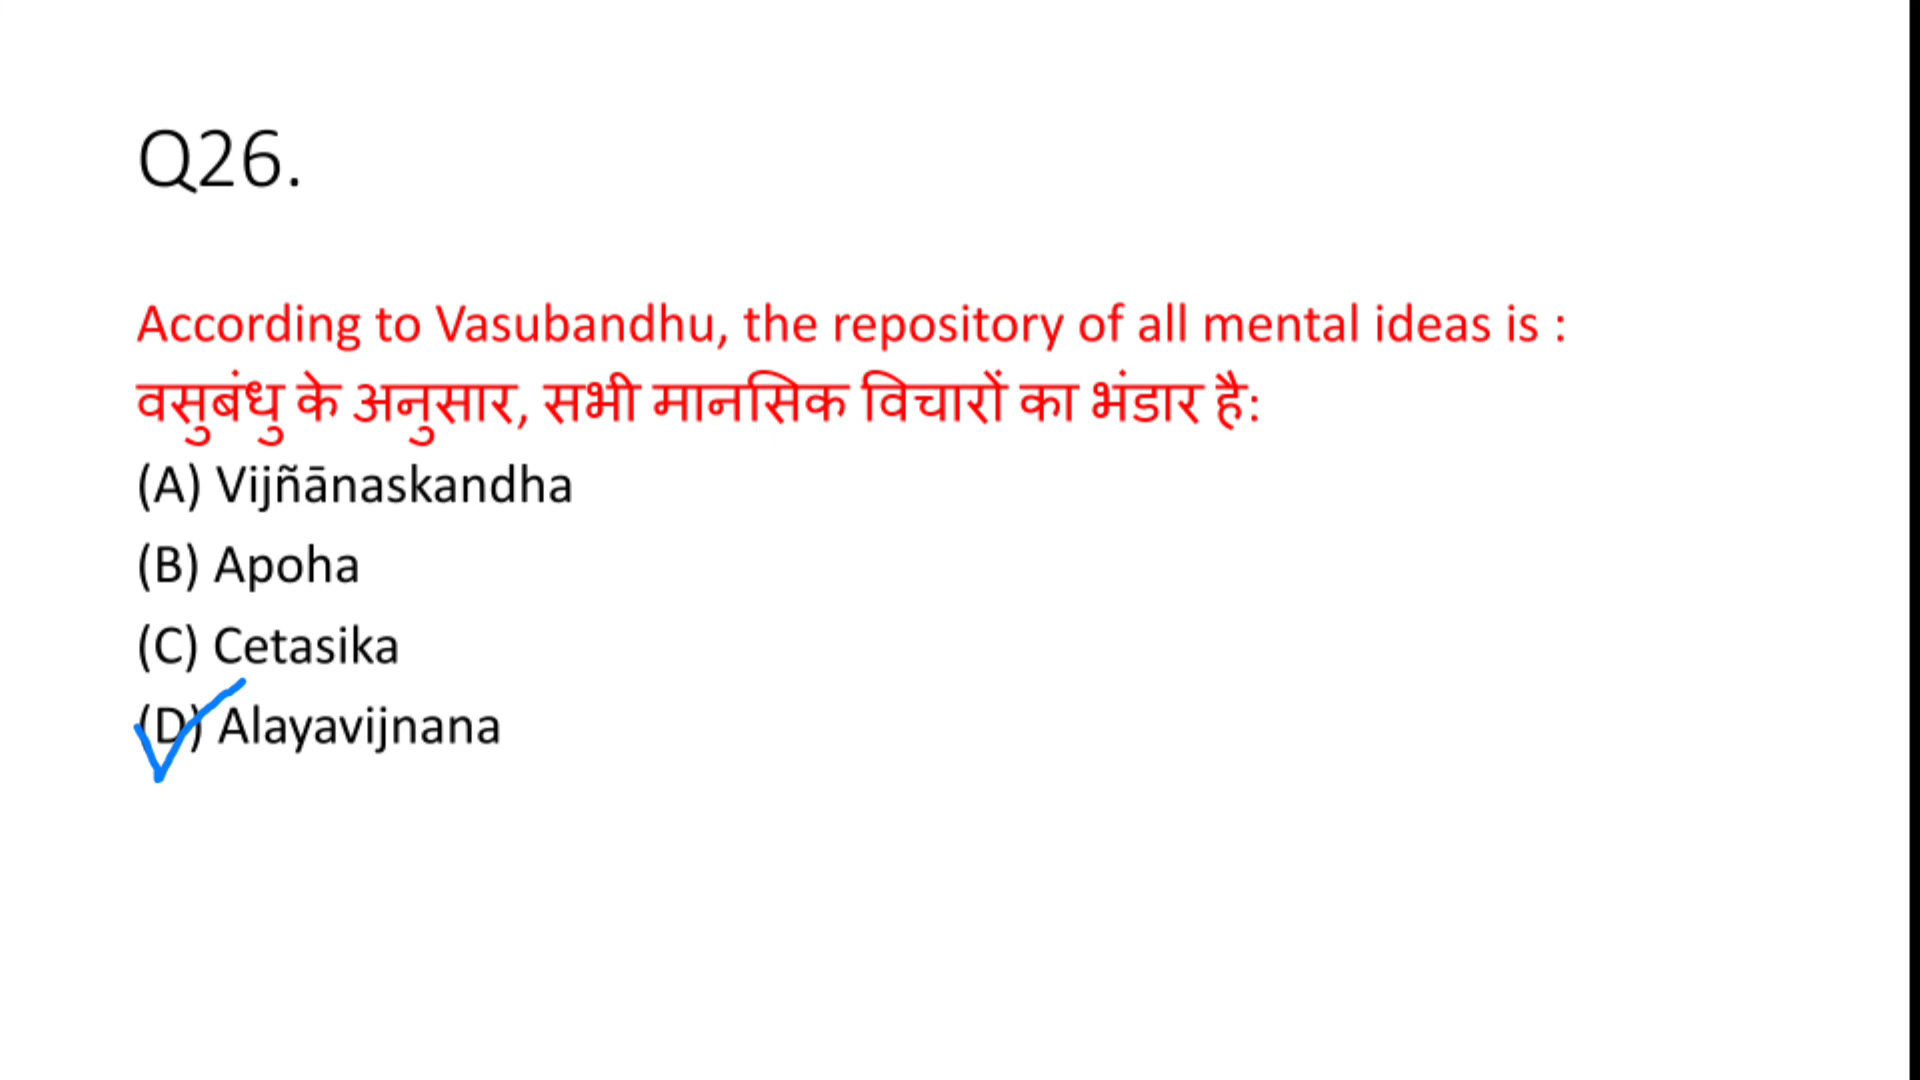 Q26.
According to Vasubandhu, the repository of all mental ideas is :
वसुबंधु के अनुसार, सभी मानसिक विचारों का भंडार है:
(A) Vijñānaskandha
(B) Apoha
(C) Cetasika
(D) Alayavijnana